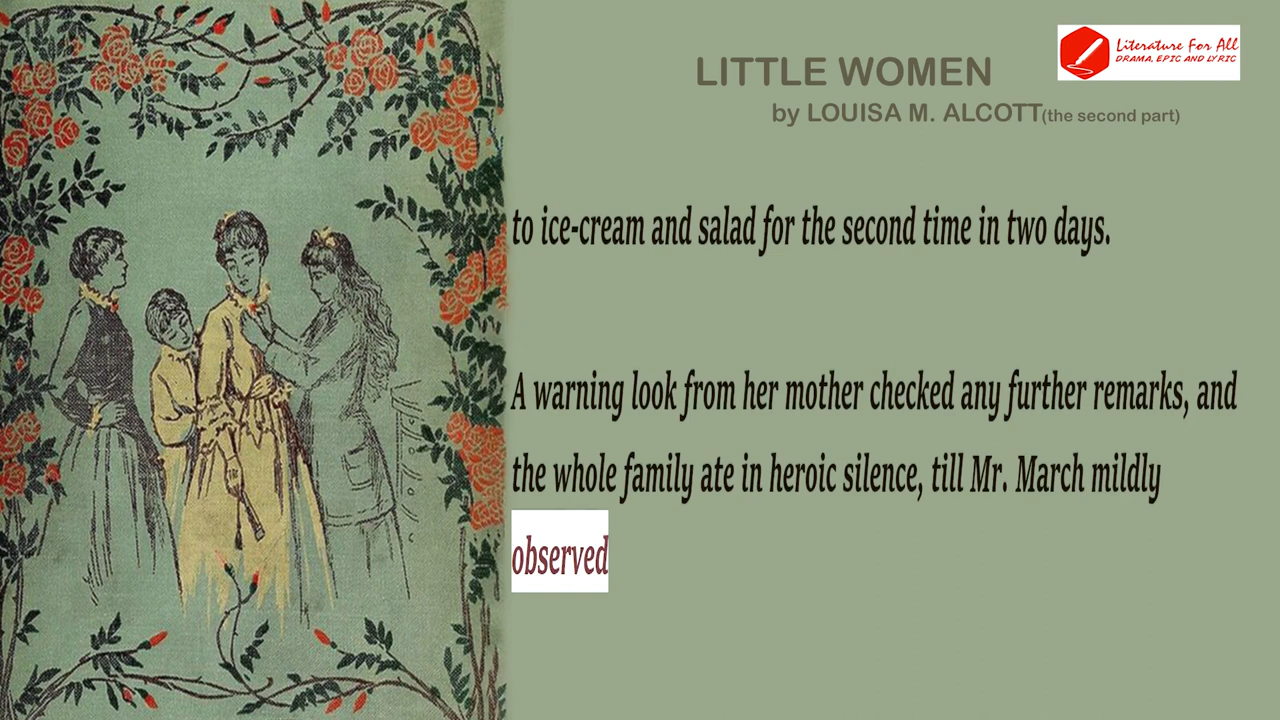 LITTLE WOMEN
by LOUISA M. ALCOTT(the second part)
Literature For All
DRAMA, EPIC AND LYRIC
to ice-cream and salad for the second time in two days.
A warning look from her mother checked any further remarks, and
the whole family ate in heroic silence, till Mr. March mildly
observed